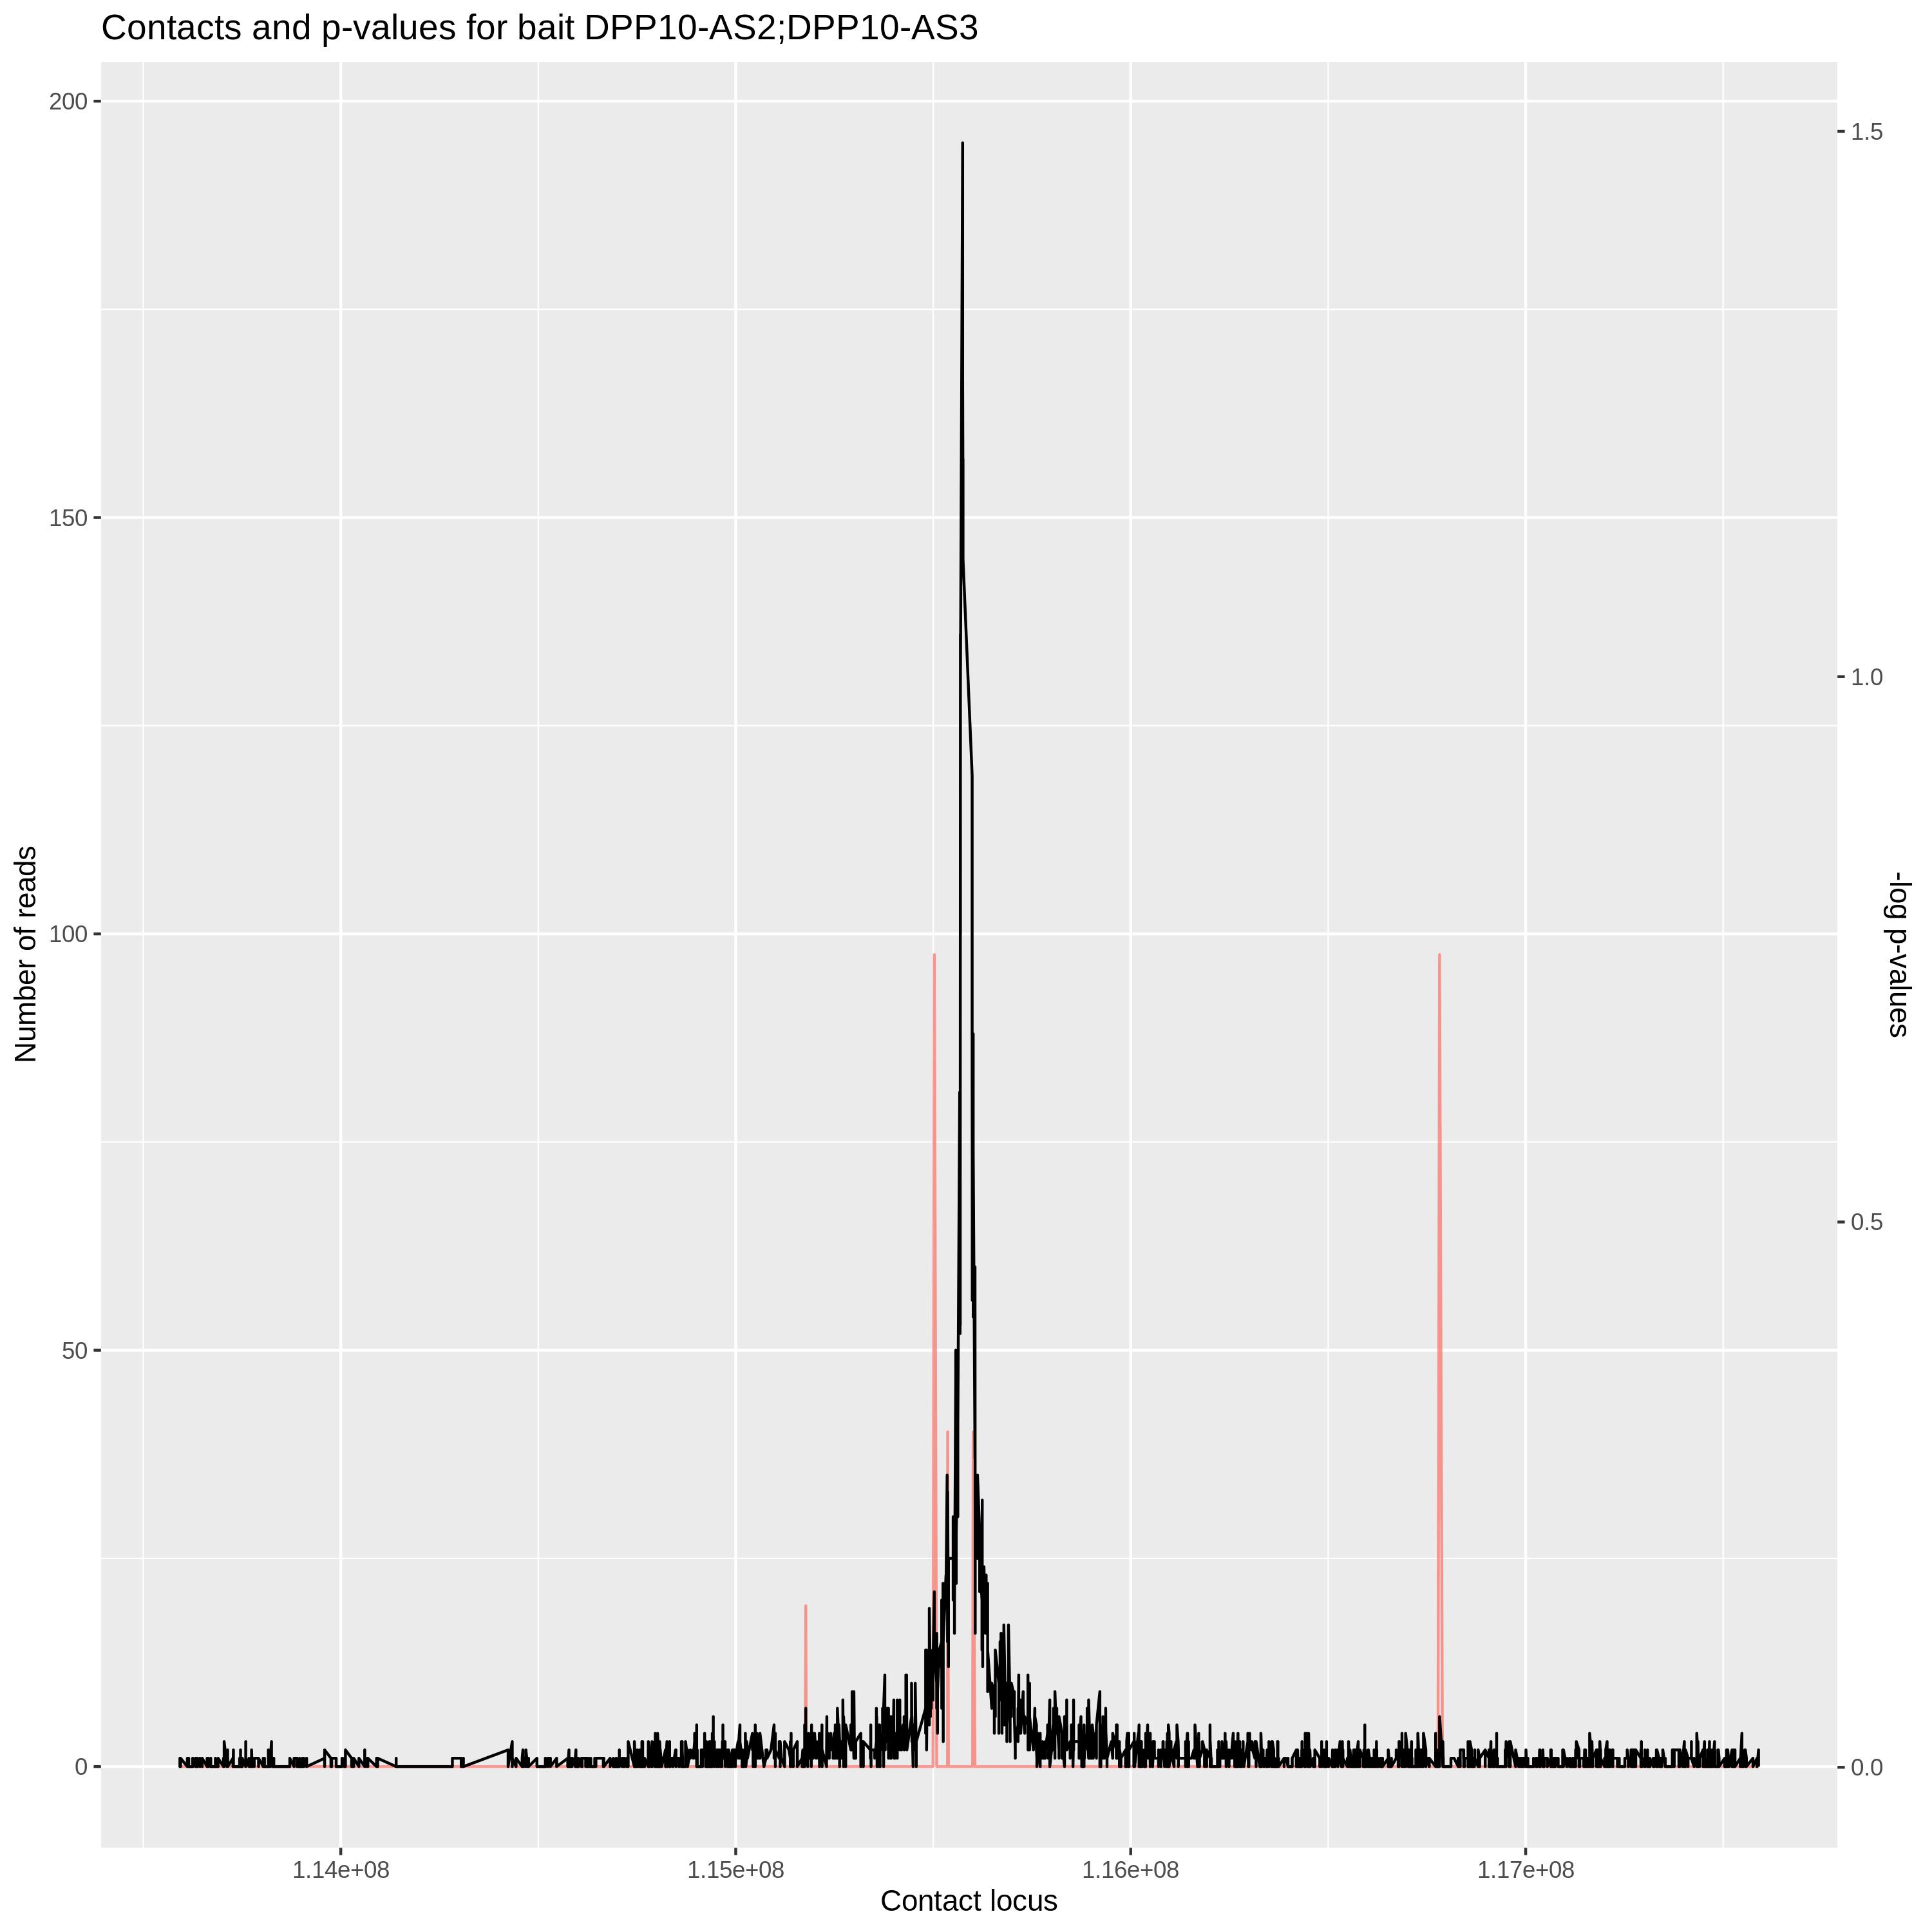 Contacts and p-values for bait DPP10-AS2;DPP10-AS3
200
150
100
50
0
Number of reads
1.5
1.0
0.5
0.0
-log p-values
1.14e+08
1.15e+08
1.16e+08
1.17e+08
Contact locus